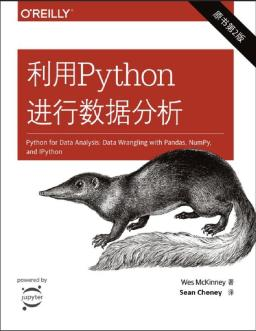 O'REILLY®
原书第2版
利用Python
进行数据分析
Python for Data Analysis: Data Wrangling with Pandas, NumPy,
and IPython
powered by
jupyter
Wes McKinney 著
Sean Cheney 译